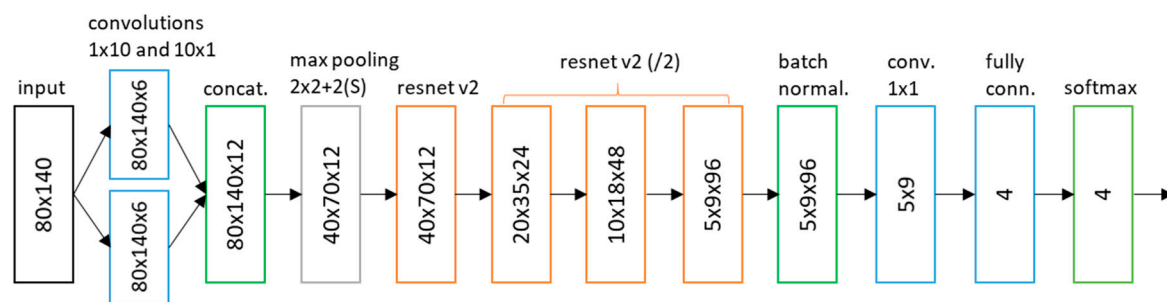 convolutions
1x10 and 10x1
input
80x140
80x140x6
80x140x6
concat.
80x140x12
max pooling
2x2+2(S)
40x70x12
resnet v2
40x70x12
resnet v2 (/2)
20x35x24
10x18x48
5x9x96
batch
normal.
5x9x96
conv.
1x1
5x9
fully
conn.
4
softmax
4